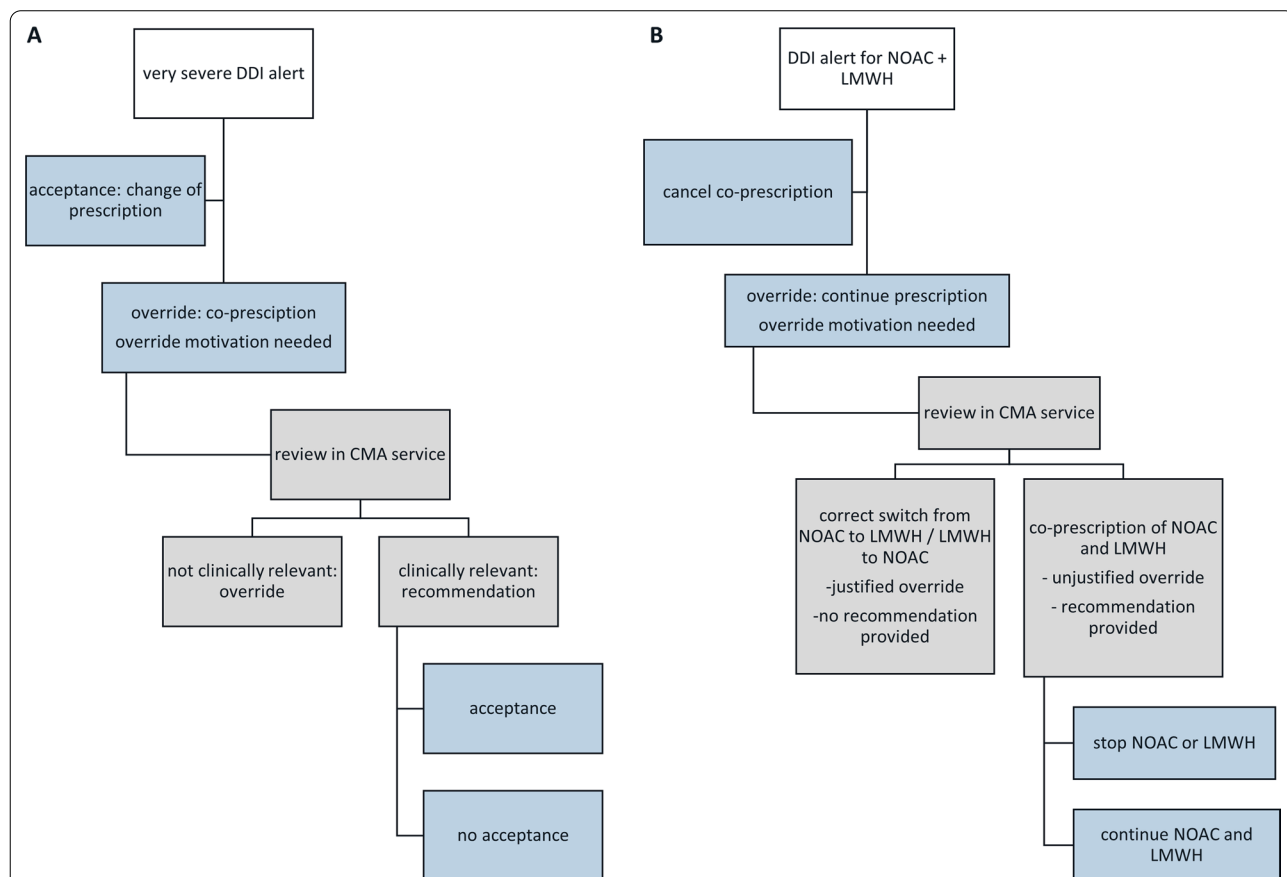 A
very severe DDI alert
acceptance: change of
prescription
override: co-presciption
override motivation needed
review in CMA service
not clinically relevant:
override
clinically relevant:
recommendation
acceptance
no acceptance
B
DDI alert for NOAC +
LMWH
cancel co-prescription
override: continue prescription
override motivation needed
review in CMA service
correct switch from
NOAC to LMWH / LMWH
to NOAC
-justified override
-no recommendation
provided
co-prescription of NOAC
and LMWH
- unjustified override
- recommendation
provided
stop NOAC or LMWH
continue NOAC and
LMWH